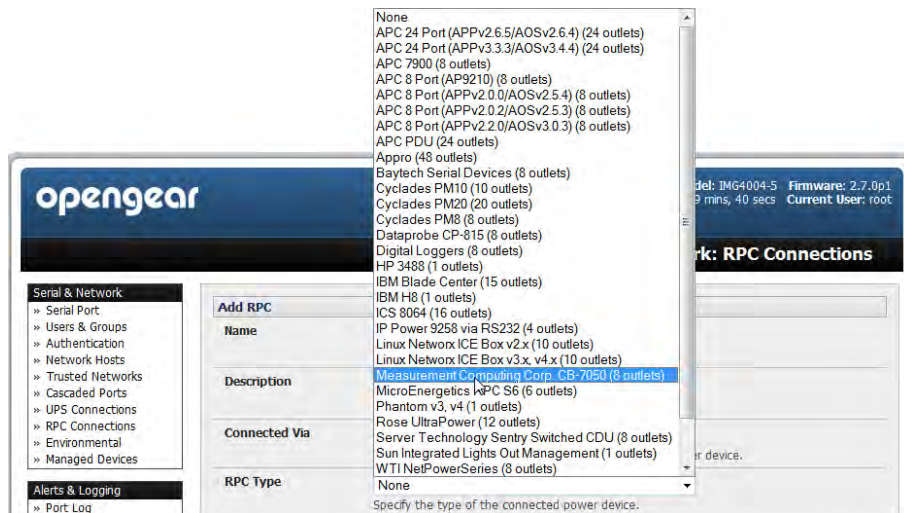 None
APC 24 Port (APPv2.6.5/AOSv2.6.4) (24 outlets)
APC 24 Port (APPv3.3.3/AOSv3.4.4) (24 outlets)
APC 7900 (8 outlets)
APC 8 Port (AP9210) (8 outlets)
APC 8 Port (APPv2.0.0/AOSv2.5.4) (8 outlets)
APC 8 Port (APPv2.0.2/AOSv2.5.3) (8 outlets)
APC 8 Port (APPv2.2.0/AOSv3.0.3) (8 outlets)
APC PDU (24 outlets)
Appro (48 outlets)
Baytech Serial Devices (8 outlets)
Cyclades PM10 (10 outlets)
Cyclades PM20 (20 outlets)
Cyclades PM8 (8 outlets)
Dataprobe CP-815 (8 outlets)
Digital Loggers (8 outlets)
HP 3488 (1 outlets)
IBM Blade Center (15 outlets)
IBM H8 (1 outlets)
ICS 8064 (16 outlets)
IP Power 9258 via RS232 (4 outlets)
Linux Networx ICE Box v2.x (10 outlets)
Linux Networx ICE Box v3.x, v4.x (10 outlets)
Measurement Computing Corp. CB-7050 (8 outlets)
MicroEnergetics PC S6 (6 outlets)
Phantom v3, v4 (1 outlets)
Rose UltraPower (12 outlets)
Server Technology Sentry Switched CDU (8 outlets)
Sun Integrated Lights Out Management (1 outlets)
WTI NetPowerSeries (8 outlets)
None
Specify the type of the connected power device.
opengear
del: IMG4004-5 Firmware: 2.7.0p1
9 mins, 40 secs Current User: root
rk: RPC Connections
Serial & Network
» Serial Port
» Users & Groups
» Authentication
» Network Hosts
» Trusted Networks
» Cascaded Ports
» UPS Connections
» RPC Connections
» Environmental
» Managed Devices
Alerts & Logging
» Port Log
Add RPC
Name
Description
Connected Via
er device.
RPC Type